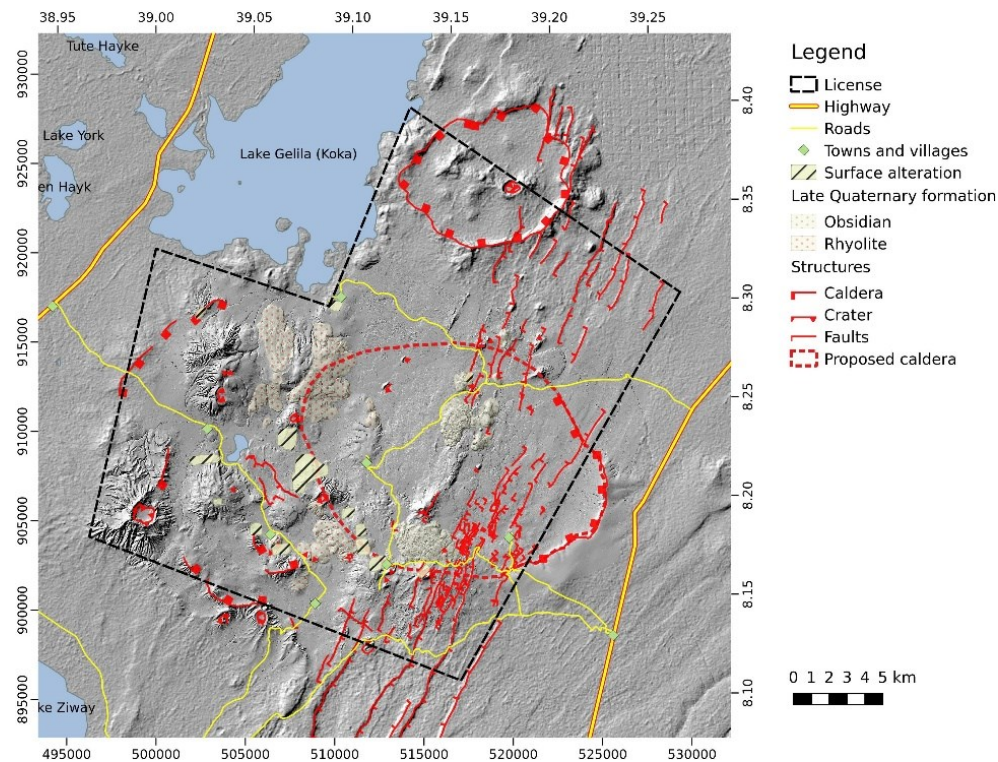 38.95 39.00 39.05 39.10 39.15 39.20 39.25
Tute Hayke
Lake York
en Hayk
Lake Gelila (Koka)
ke Ziway
930000
925000
920000
915000
910000
905000
900000
895000
8.40
8.35
8.30
8.25
8.20
8.15
8.10
495000 500000 505000 510000 515000 520000 525000 530000
Legend
License
Highway
Roads
Towns and villages
Surface alteration
Late Quaternary formation
Obsidian
Rhyolite
Structures
Caldera
Crater
Faults
Proposed caldera
0 1 2 3 4 5 km